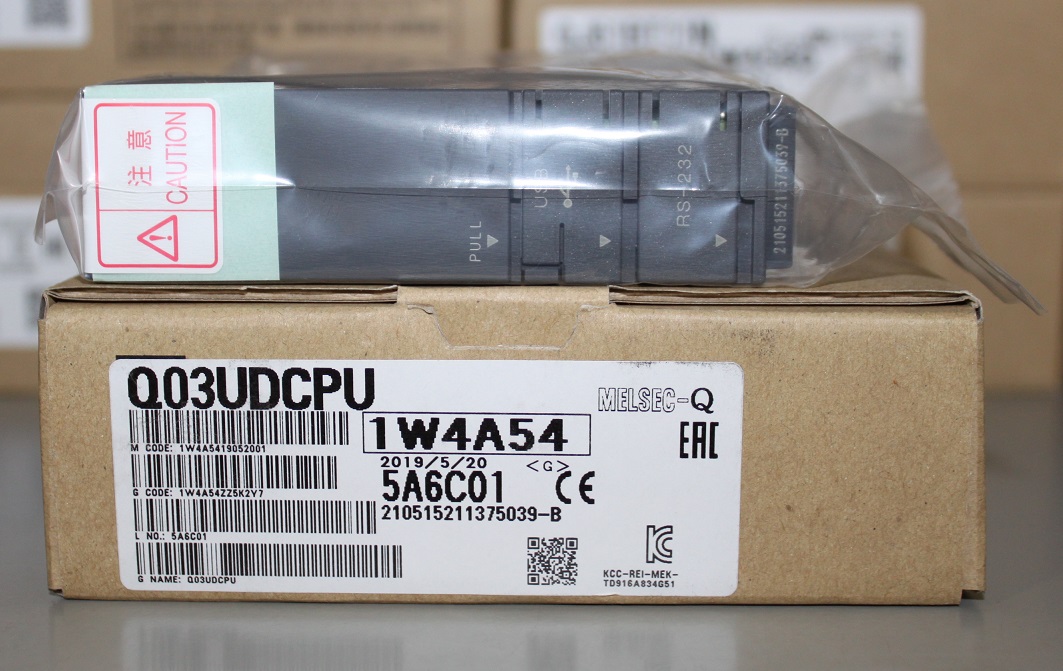 注意
CAUTION
PULL
USB
RS-232
210515211375039-B
Q03UDCPU
MELSEC-Q
1W4A54
EAC
M CODE: 1W4A5419052001
2019/5/20 <G>
5A6C01 CE
G CODE: 1W4A54ZZ5K2Y7
210515211375039-B
L NO.: 5A6C01
G NAME: Q03UDCPU
KC
KCC-REI-MEK-
TD916A834G51